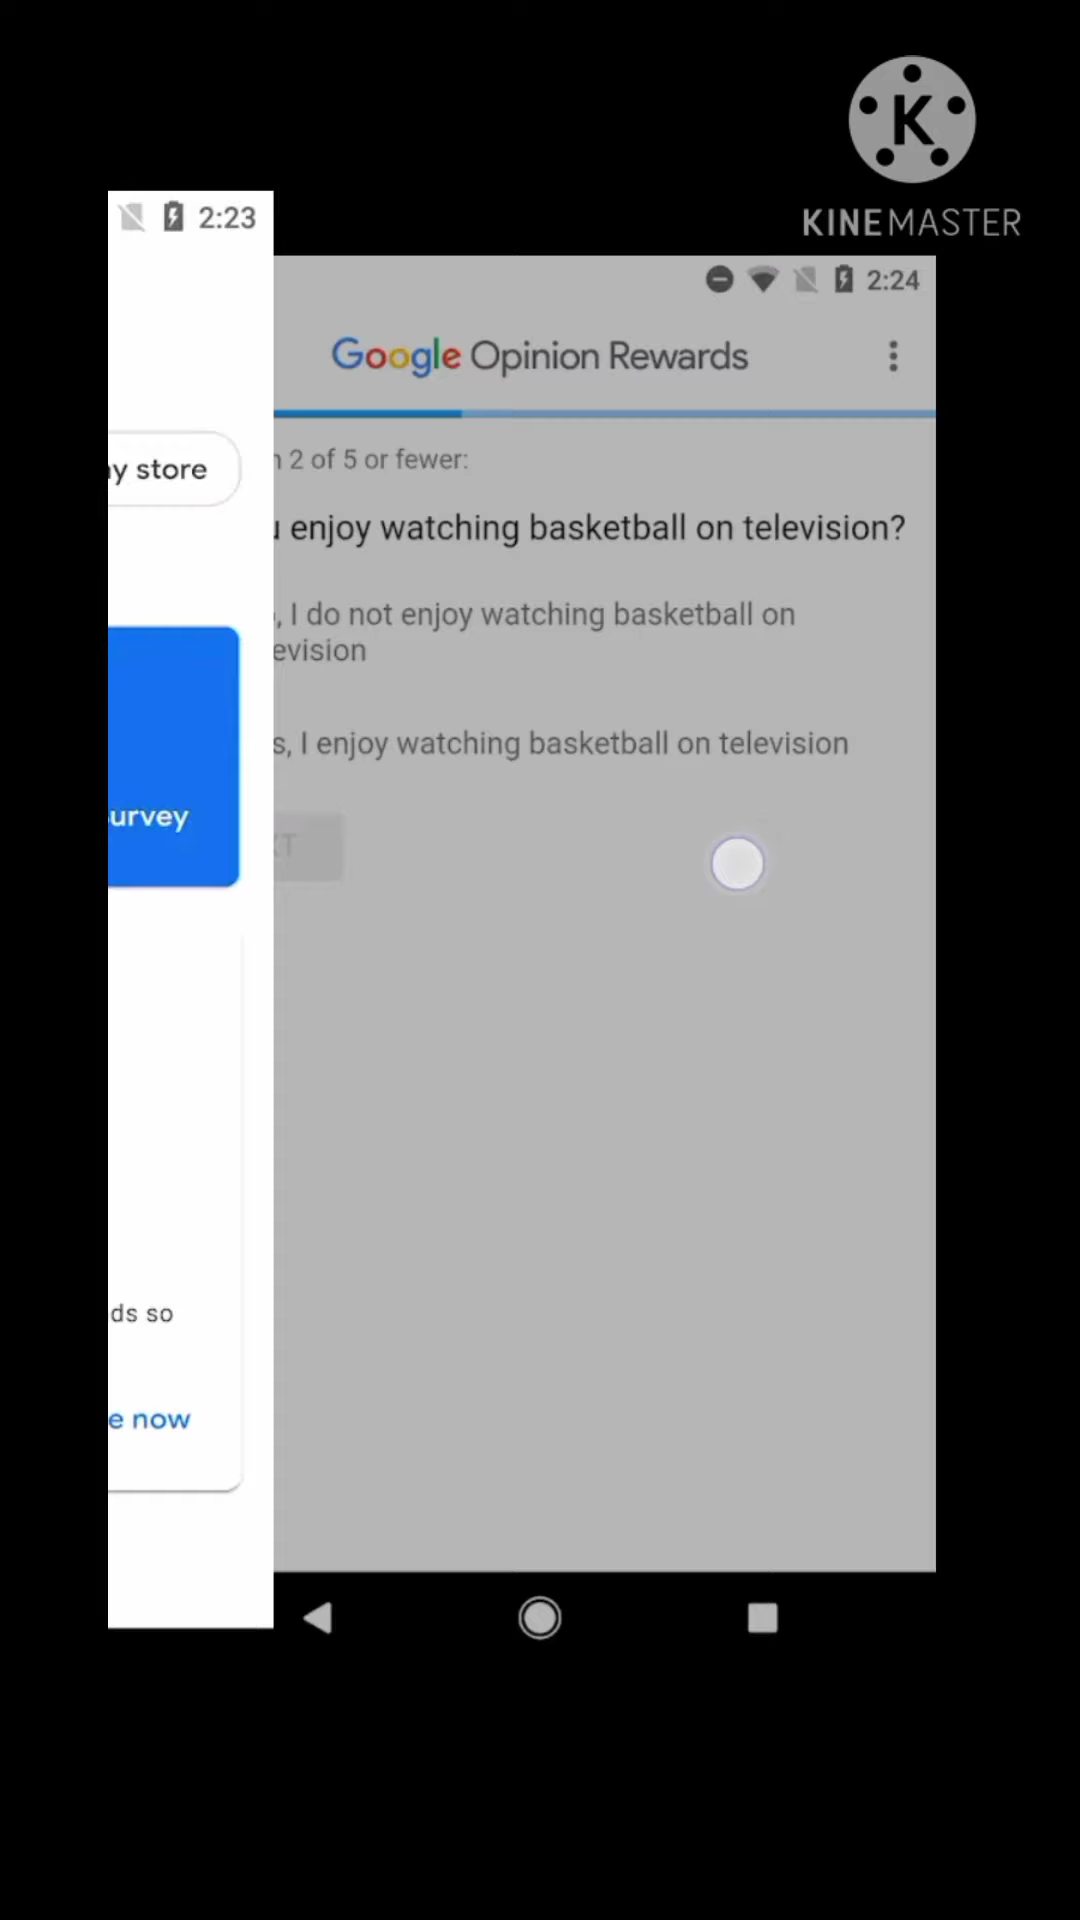 K
KINEMASTER
2:23
2:24
Google Opinion Rewards
y store
2 of 5 or fewer:
enjoy watching basketball on television?
, I do not enjoy watching basketball on
evision
s, I enjoy watching basketball on television
urvey
XT
ds so
e now